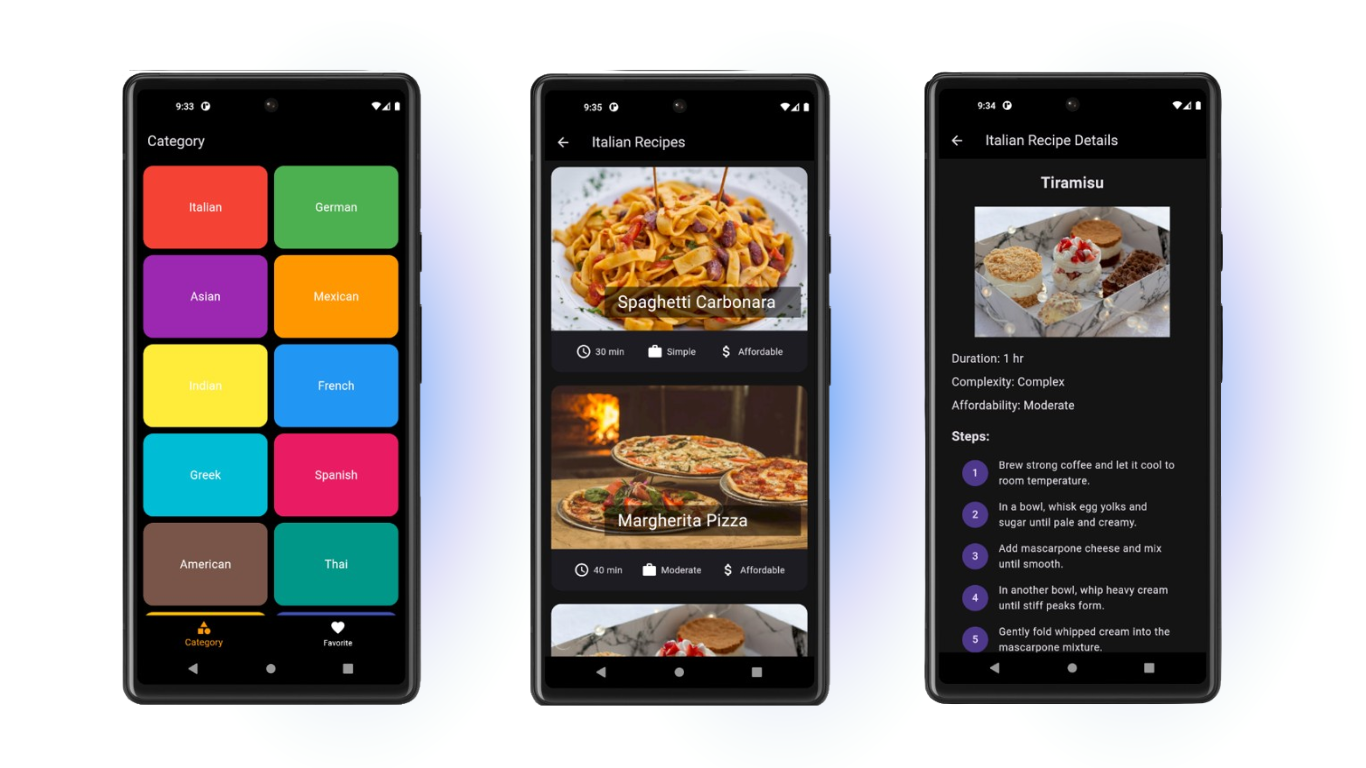 9:33
Category
Italian
German
Asian
Mexican
Indian
French
Greek
Spanish
American
Thai
Category
Favorite
9:35
Italian Recipes
Spaghetti Carbonara
30 min
Simple
$ Affordable
Margherita Pizza
40 min
Moderate
$ Affordable
9:34
Italian Recipe Details
Tiramisu
Duration: 1 hr
Complexity: Complex
Affordability: Moderate
Steps:
1
Brew strong coffee and let it cool to
room temperature.
2
In a bowl, whisk egg yolks and
sugar until pale and creamy.
3
Add mascarpone cheese and mix
until smooth.
4
In another bowl, whip heavy cream
until stiff peaks form.
5
Gently fold whipped cream into the
mascarpone mixture.